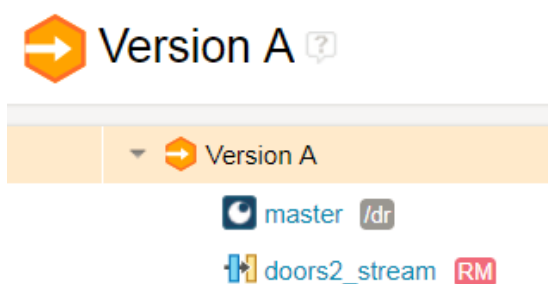 Version A ?
Version A
master /dr
doors2_stream RM